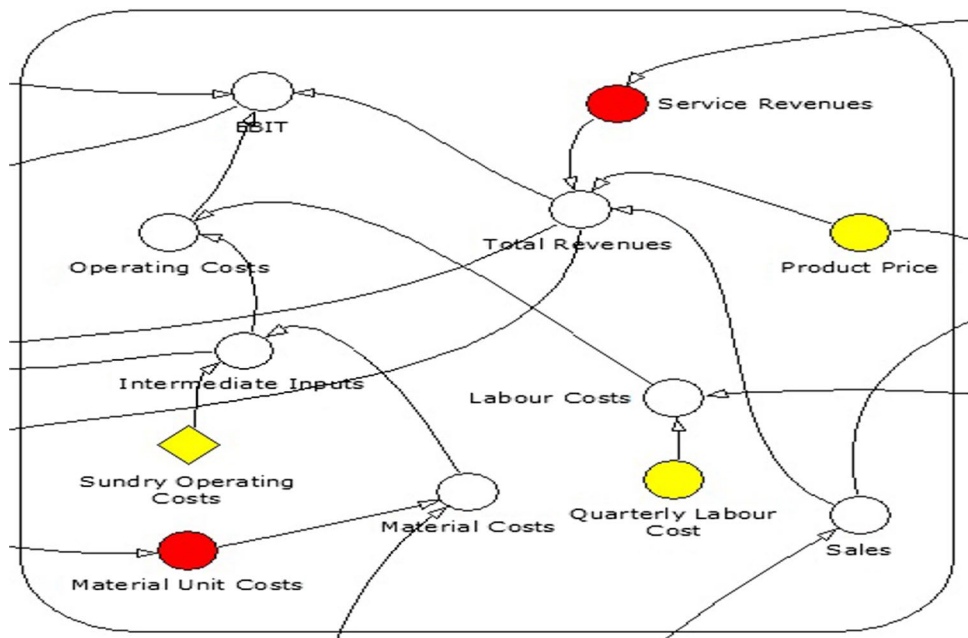 EBIT
Service Revenues
Operating Costs
Total Revenues
Product Price
Intermediate Inputs
Labour Costs
Sundry Operating
Costs
Material Costs
Quarterly Labour
Cost
Sales
Material Unit Costs